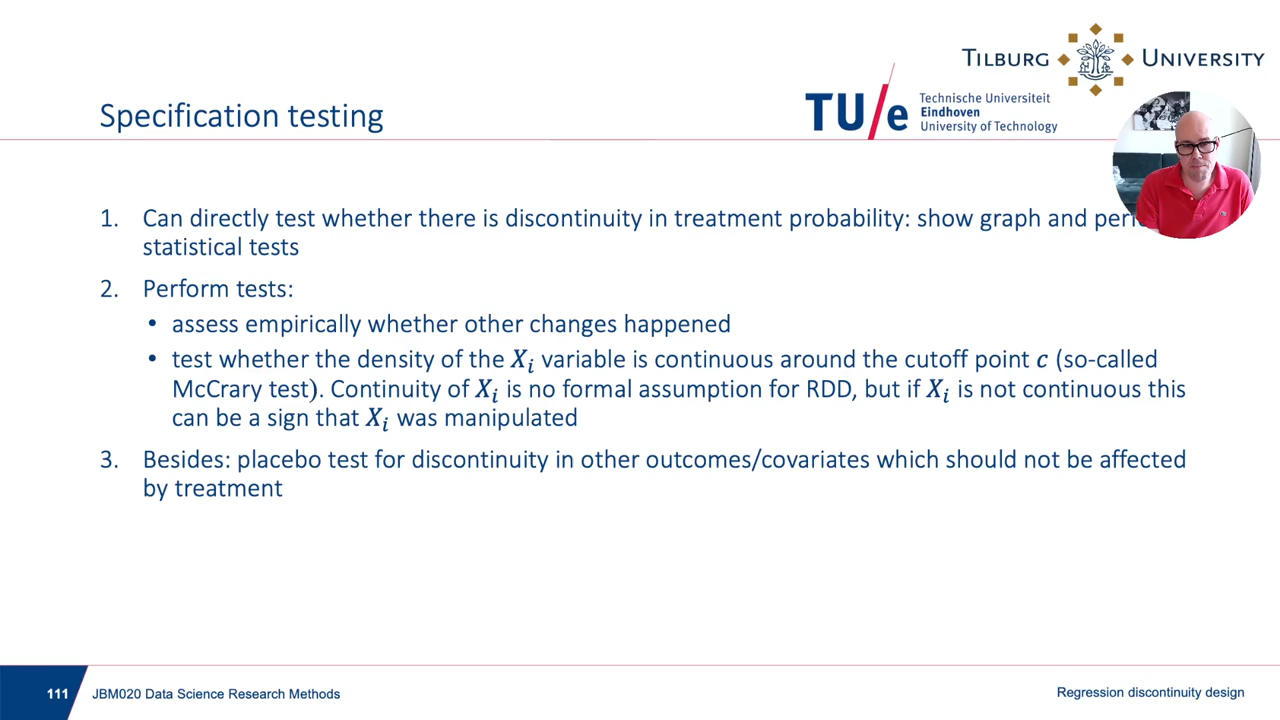 TILBURG UNIVERSITY
TU/e Technische Universiteit
Eindhoven
University of Technology
Specification testing
1. Can directly test whether there is discontinuity in treatment probability: show graph and
statistical tests
2. Perform tests:
• assess empirically whether other changes happened
• test whether the density of the Xᵢ variable is continuous around the cutoff point c (so-called
McCrary test). Continuity of Xᵢ is no formal assumption for RDD, but if Xᵢ is not continuous this
can be a sign that Xᵢ was manipulated
3. Besides: placebo test for discontinuity in other outcomes/covariates which should not be affected
by treatment
111 JBM020 Data Science Research Methods
Regression discontinuity design